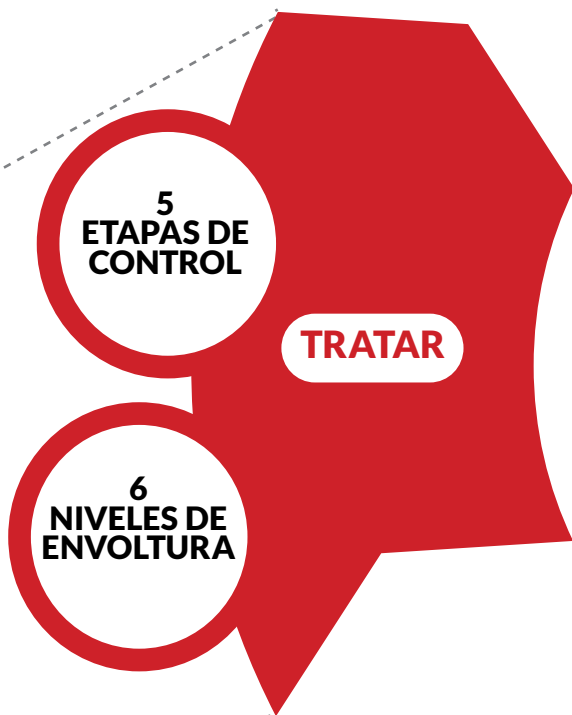 5
ETAPAS DE
CONTROL
TRATAR
6
NIVELES DE
ENVOLTURA